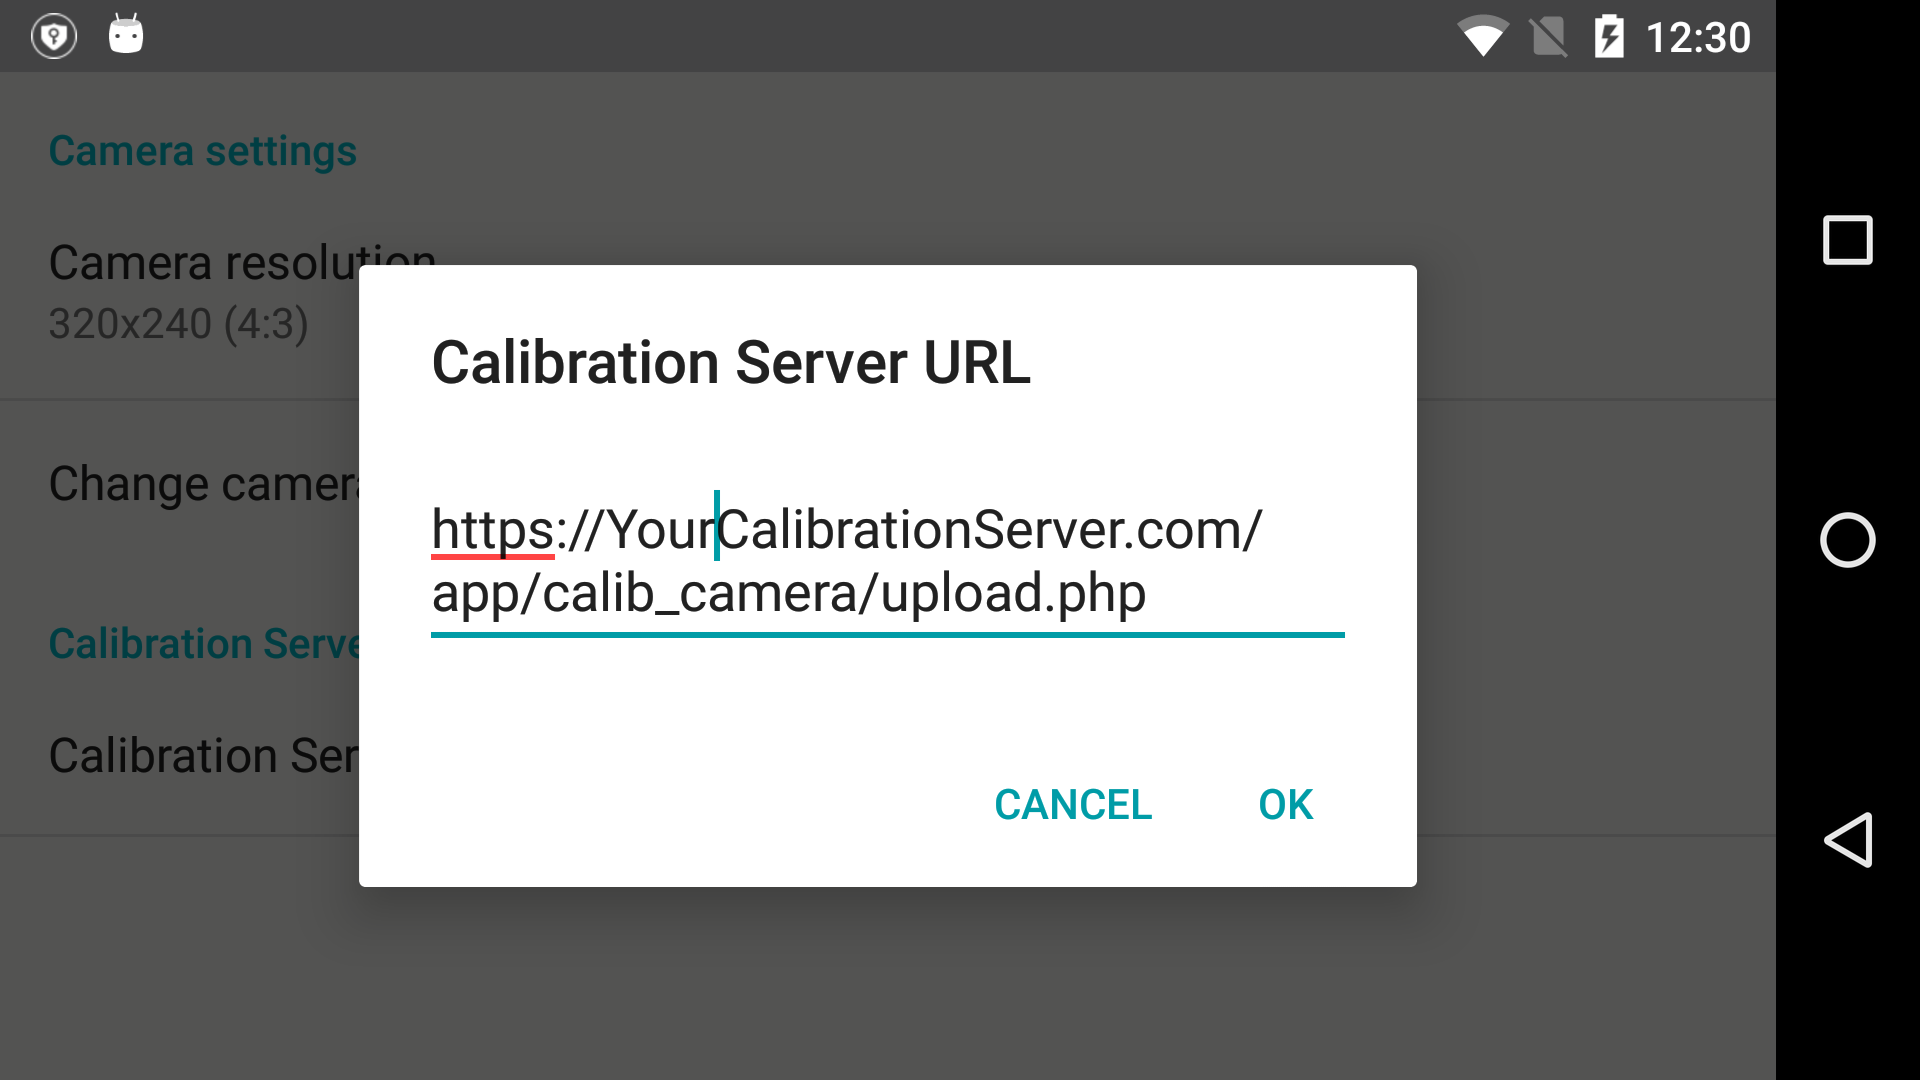 12:30
Camera settings
Camera resolution
320x240 (4:3)
Change camera
Calibration Server URL
https://YourCalibrationServer.com/
app/calib_camera/upload.php
Calibration Serve
Calibration Ser
CANCEL
OK